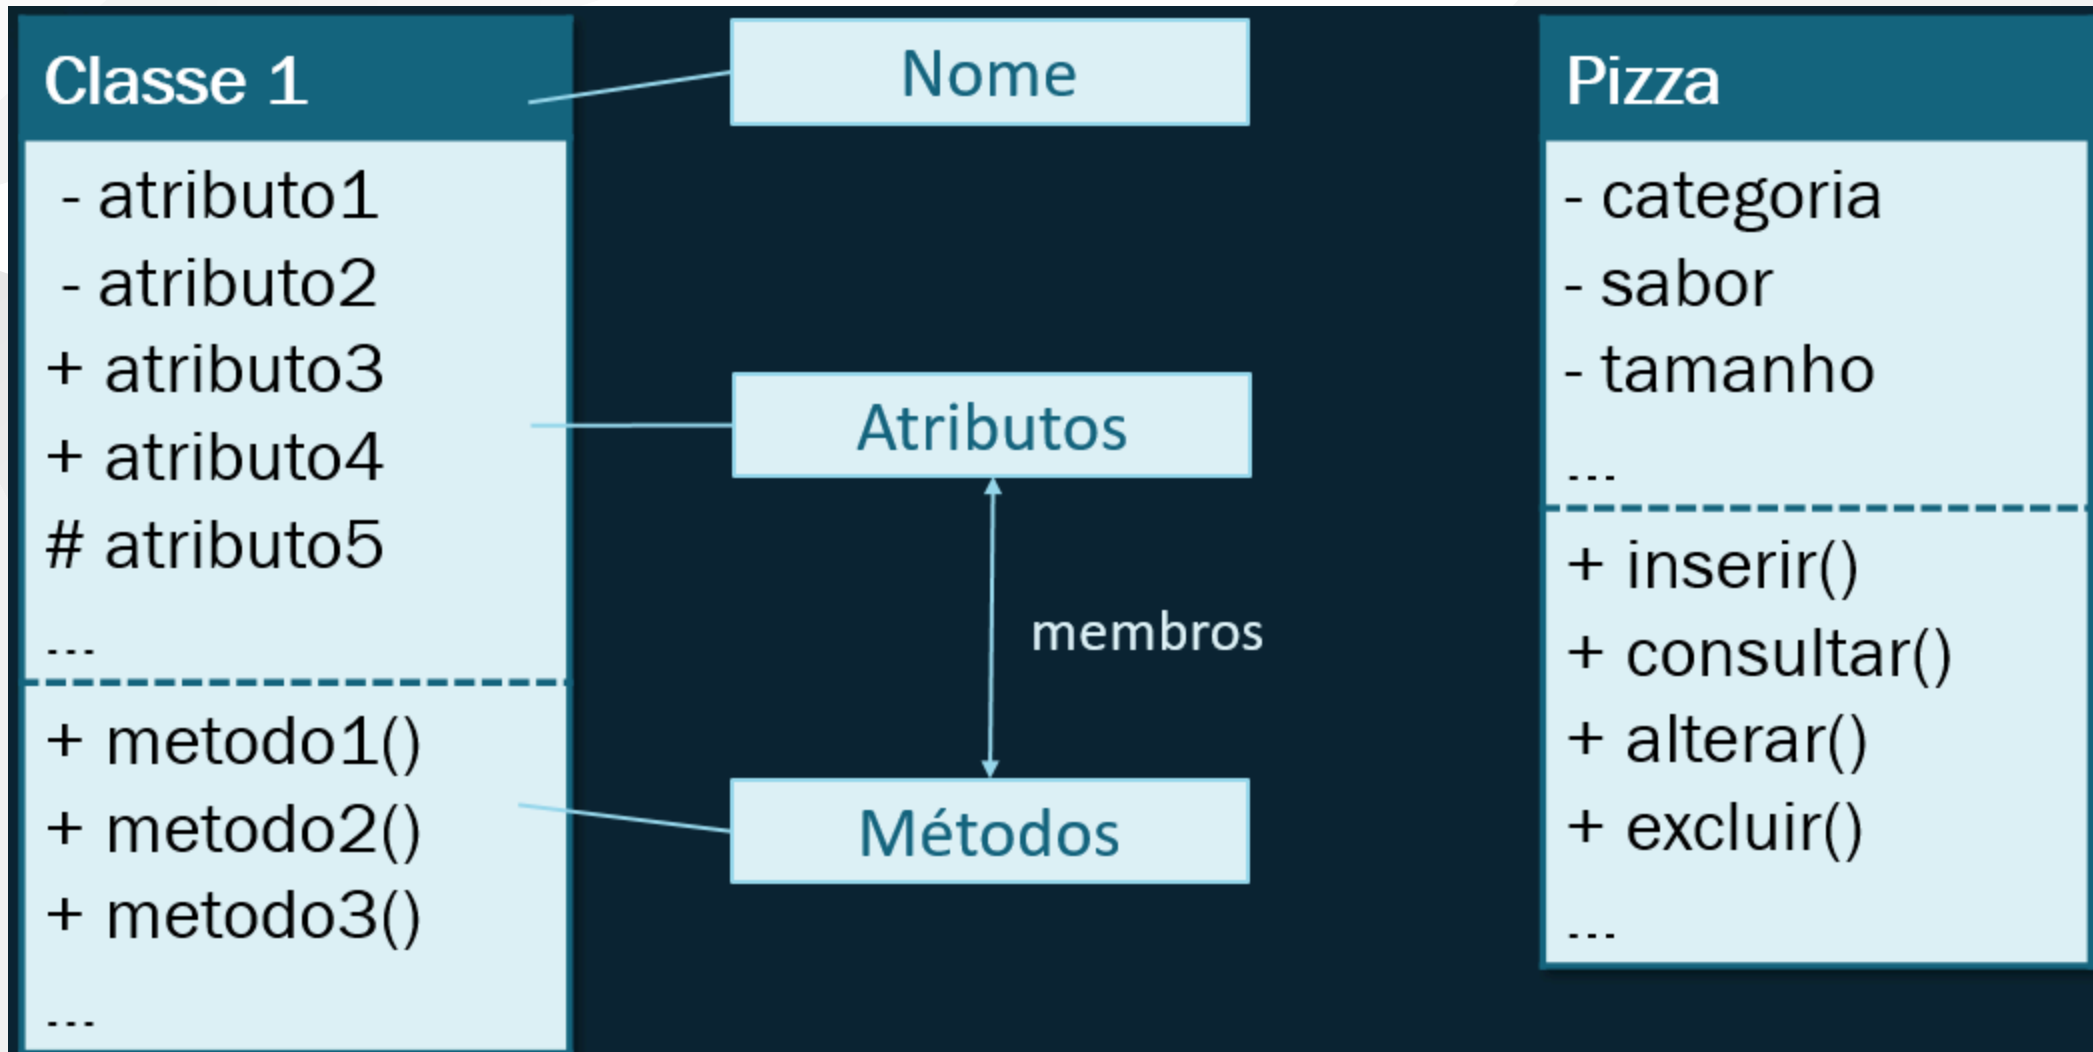 Classe 1
- atributo1
- atributo2
+ atributo3
+ atributo4
# atributo5
...
+ metodo1()
+ metodo2()
+ metodo3()
...
Nome
Atributos
membros
Métodos
Pizza
- categoria
- sabor
- tamanho
...
+ inserir()
+ consultar()
+ alterar()
+ excluir()
...